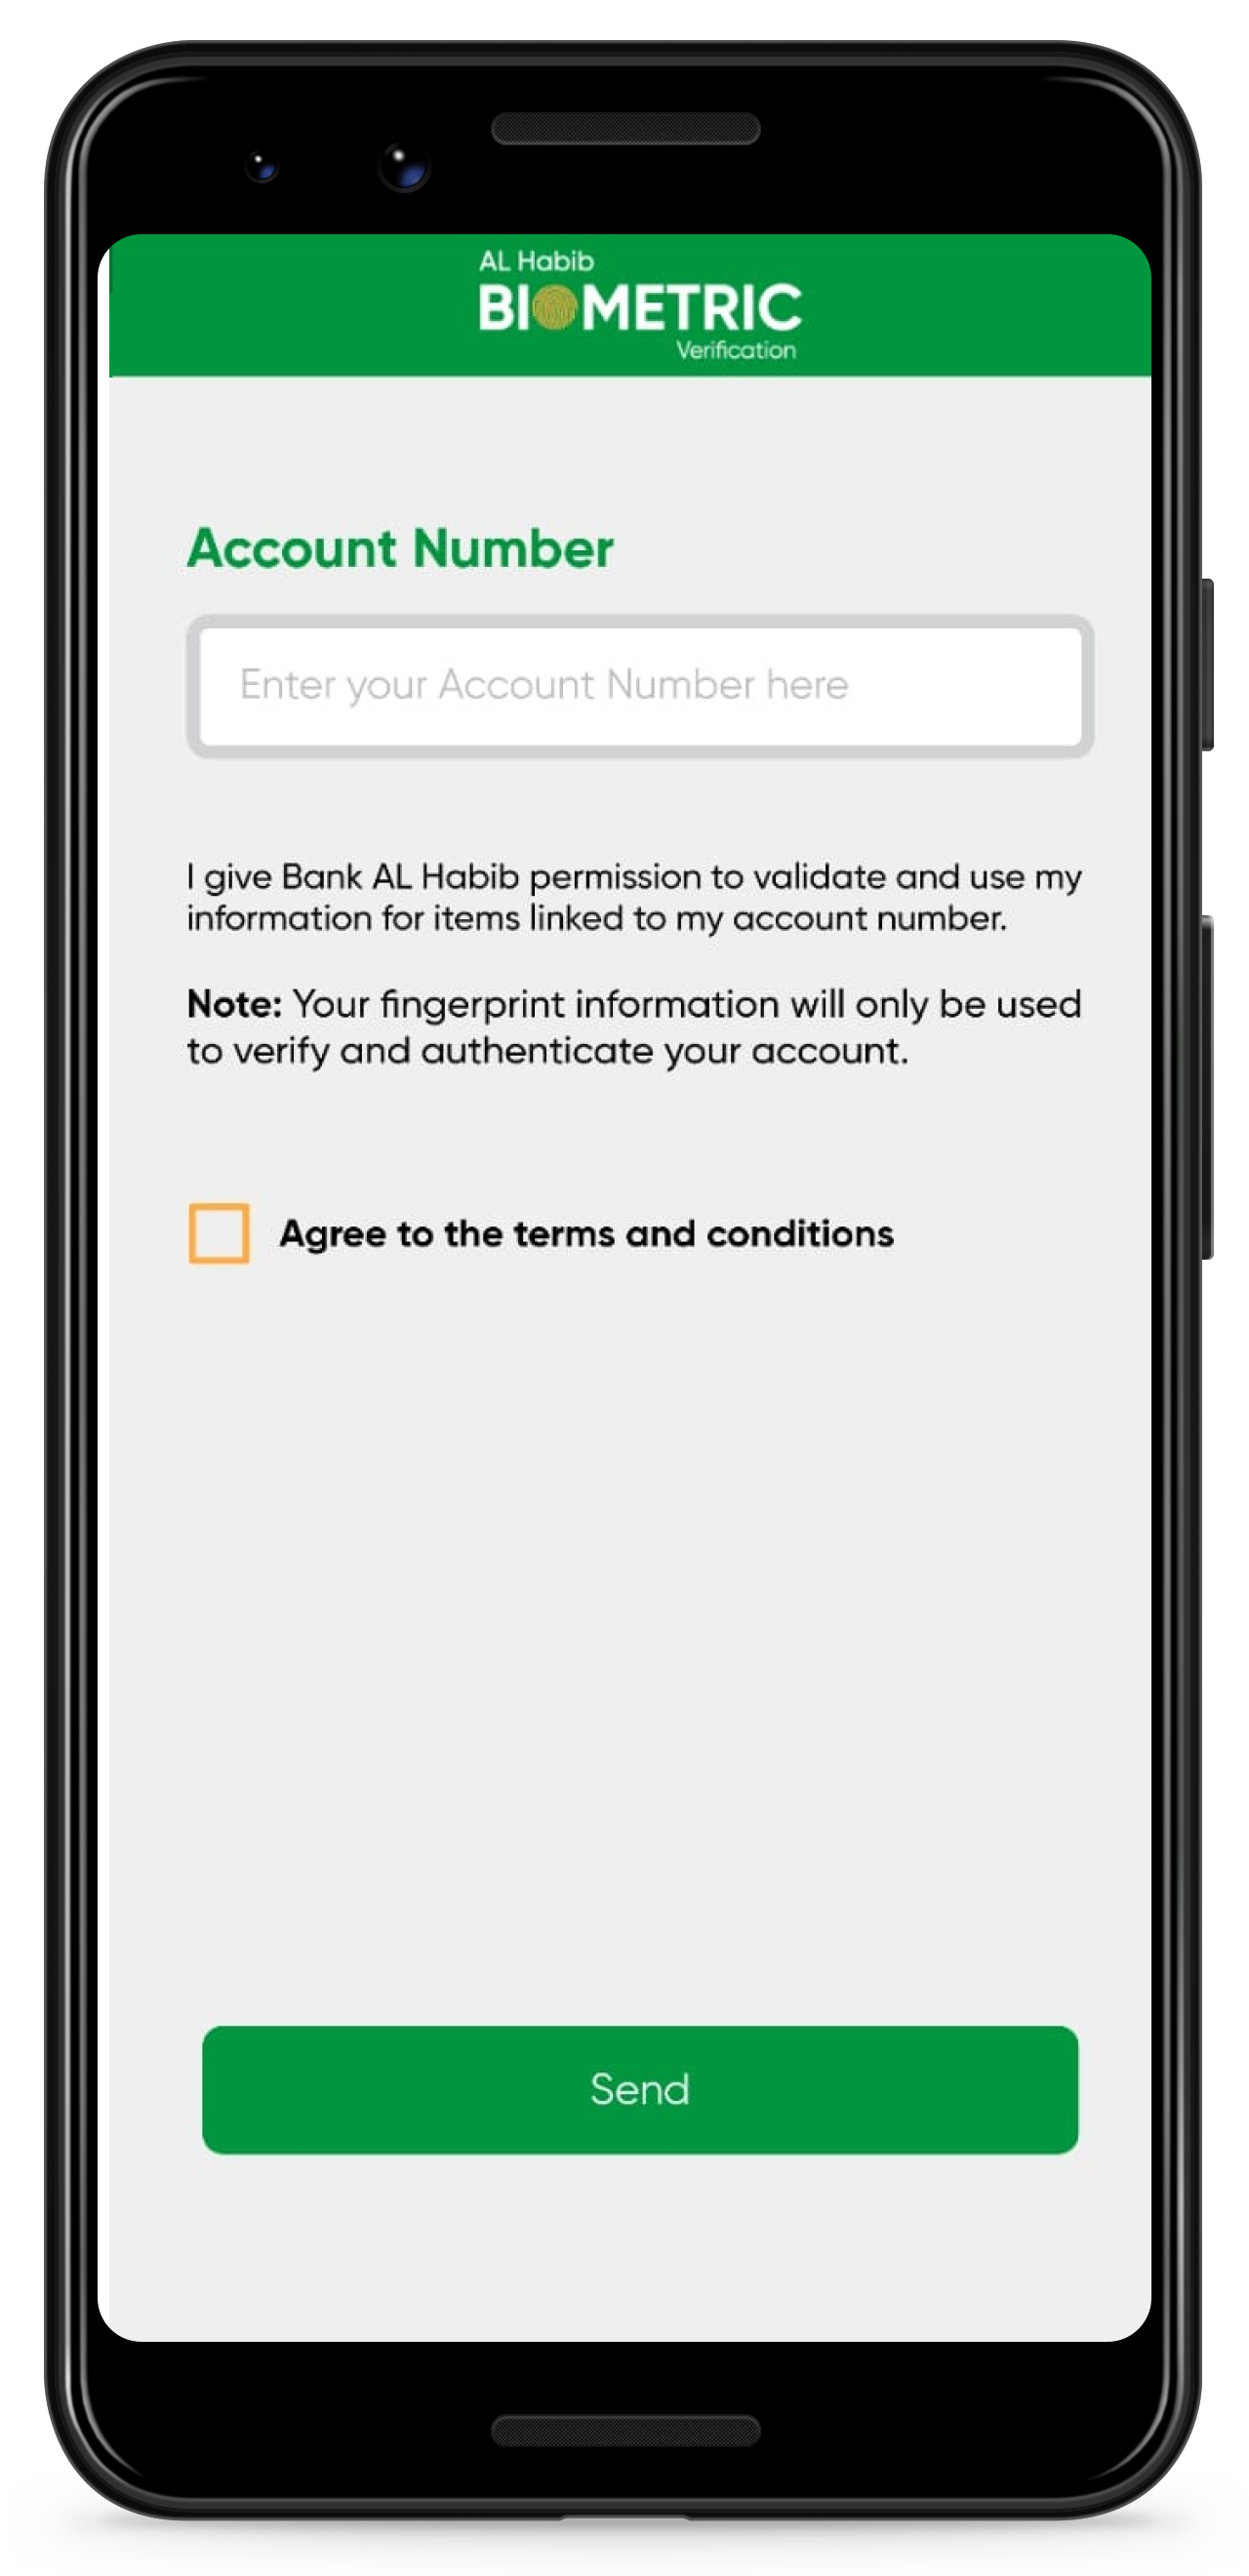 AL Habib
BIOMETRIC
Verification
Account Number
Enter your Account Number here
I give Bank AL Habib permission to validate and use my
information for items linked to my account number.
Note: Your fingerprint information will only be used
to verify and authenticate your account.
Agree to the terms and conditions
Send